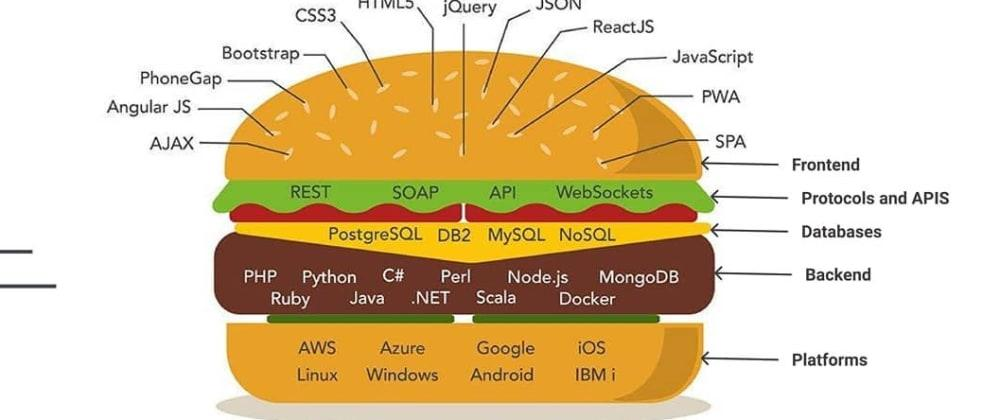 HTML5
jQuery
JSON
CSS3
ReactJS
Bootstrap
JavaScript
PhoneGap
PWA
Angular JS
AJAX
SPA
Frontend
REST SOAP API WebSockets
Protocols and APIS
PostgreSQL DB2 MySQL NoSQL
Databases
PHP Python C# Perl Node.js MongoDB
Backend
Ruby Java .NET Scala Docker
AWS Azure Google iOS
Platforms
Linux Windows Android IBM i